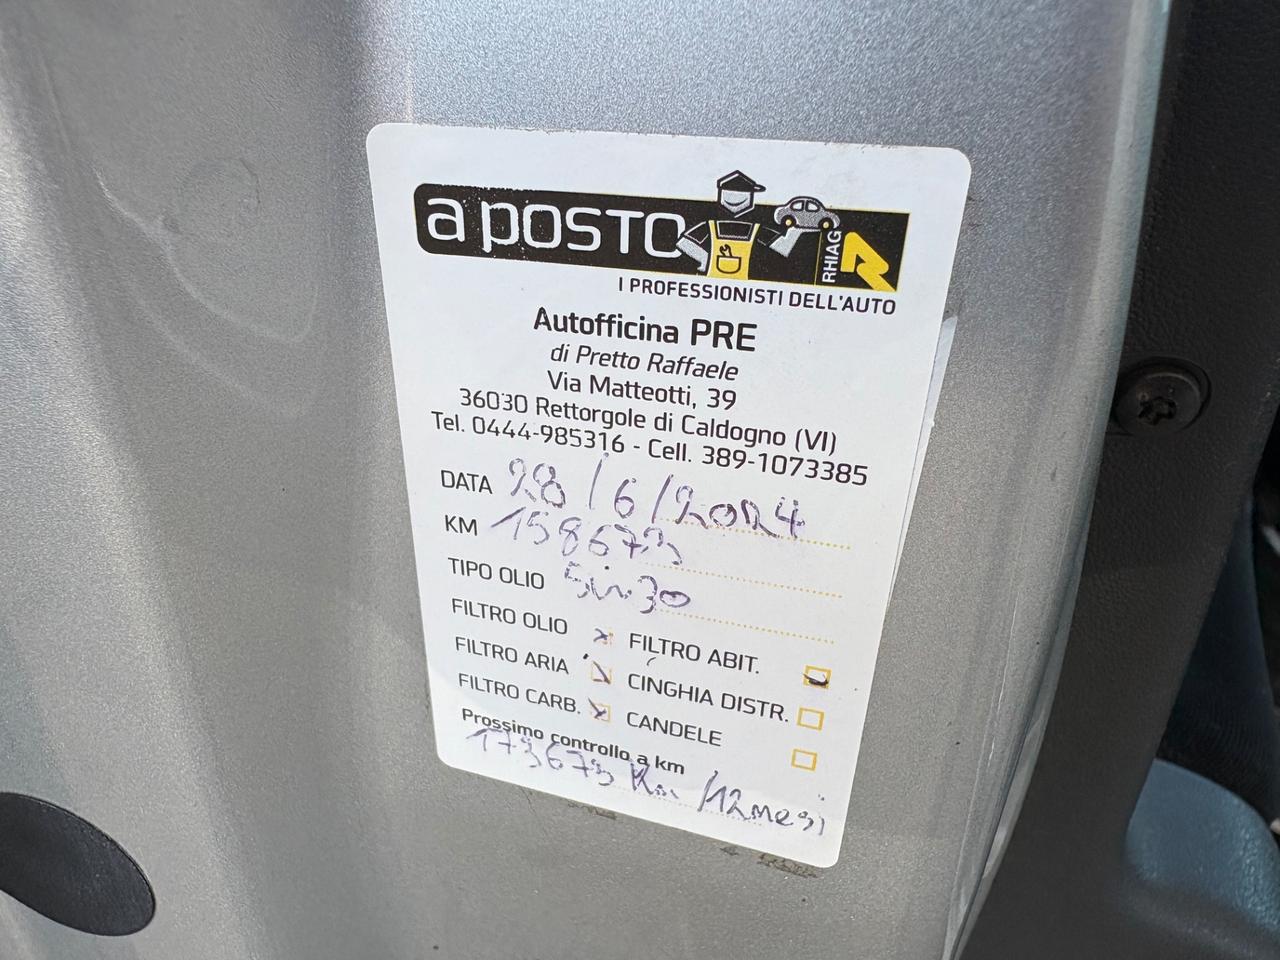 a posto
RHIAG
I PROFESSIONISTI DELL'AUTO
Autofficina PRE
di Pretto Raffaele
Via Matteotti, 39
36030 Rettorgole di Caldogno (VI)
Tel. 0444-985316 - Cell. 389-1073385
DATA 28/6/2024
KM 158673
TIPO OLIO 5W30
FILTRO OLIO FILTRO ABIT.
FILTRO ARIA CINGHIA DISTR.
FILTRO CARB. CANDELE
Prossimo controllo a km
173673 Km /12 mesi